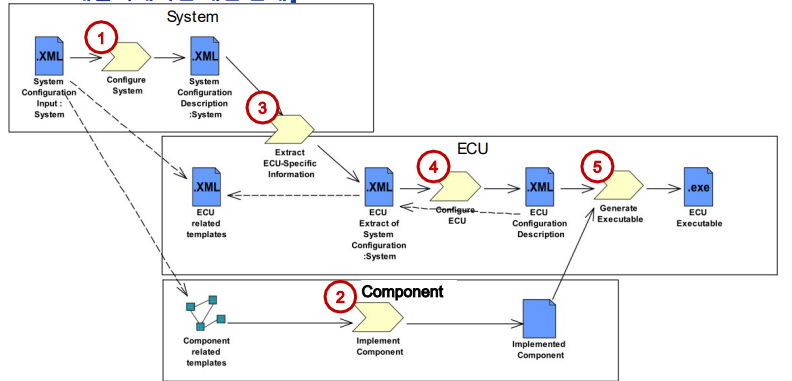 System
1
3
.XML
.XML
Configure
System
System
Configuration
Input :
System
System
Configuration
Description
:System
Extract
ECU-Specific
Information
ECU
4
5
.XML
.XML
.XML
.exe
ECU
related
templates
ECU
Extract of
System
Configuration
:System
Configure
ECU
ECU
Configuration
Description
Generate
Executable
ECU
Executable
2
Component
Component
related
templates
Implement
Component
Implemented
Component